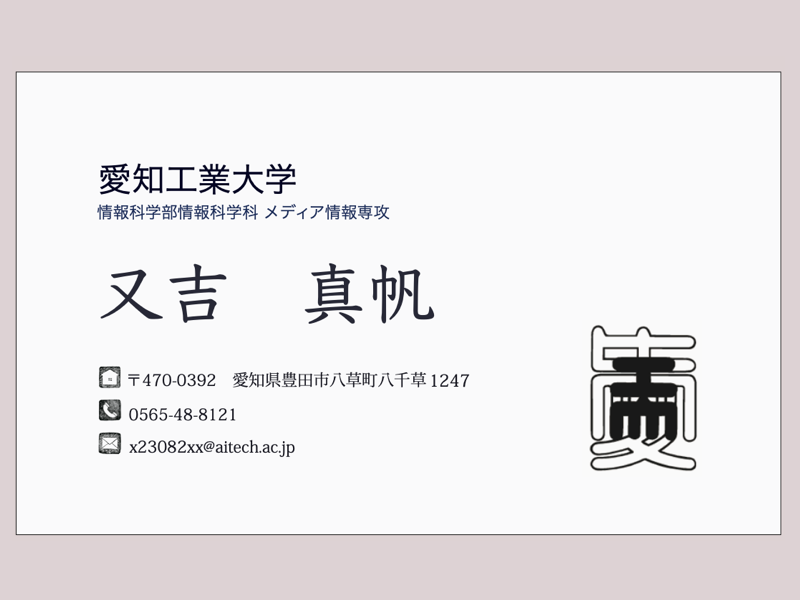 愛知工業大学
情報科学部情報科学科 メディア情報専攻
又吉　真帆
〒470-0392　愛知県豊田市八草町八千草1247
0565-48-8121
x23082xx@aitech.ac.jp